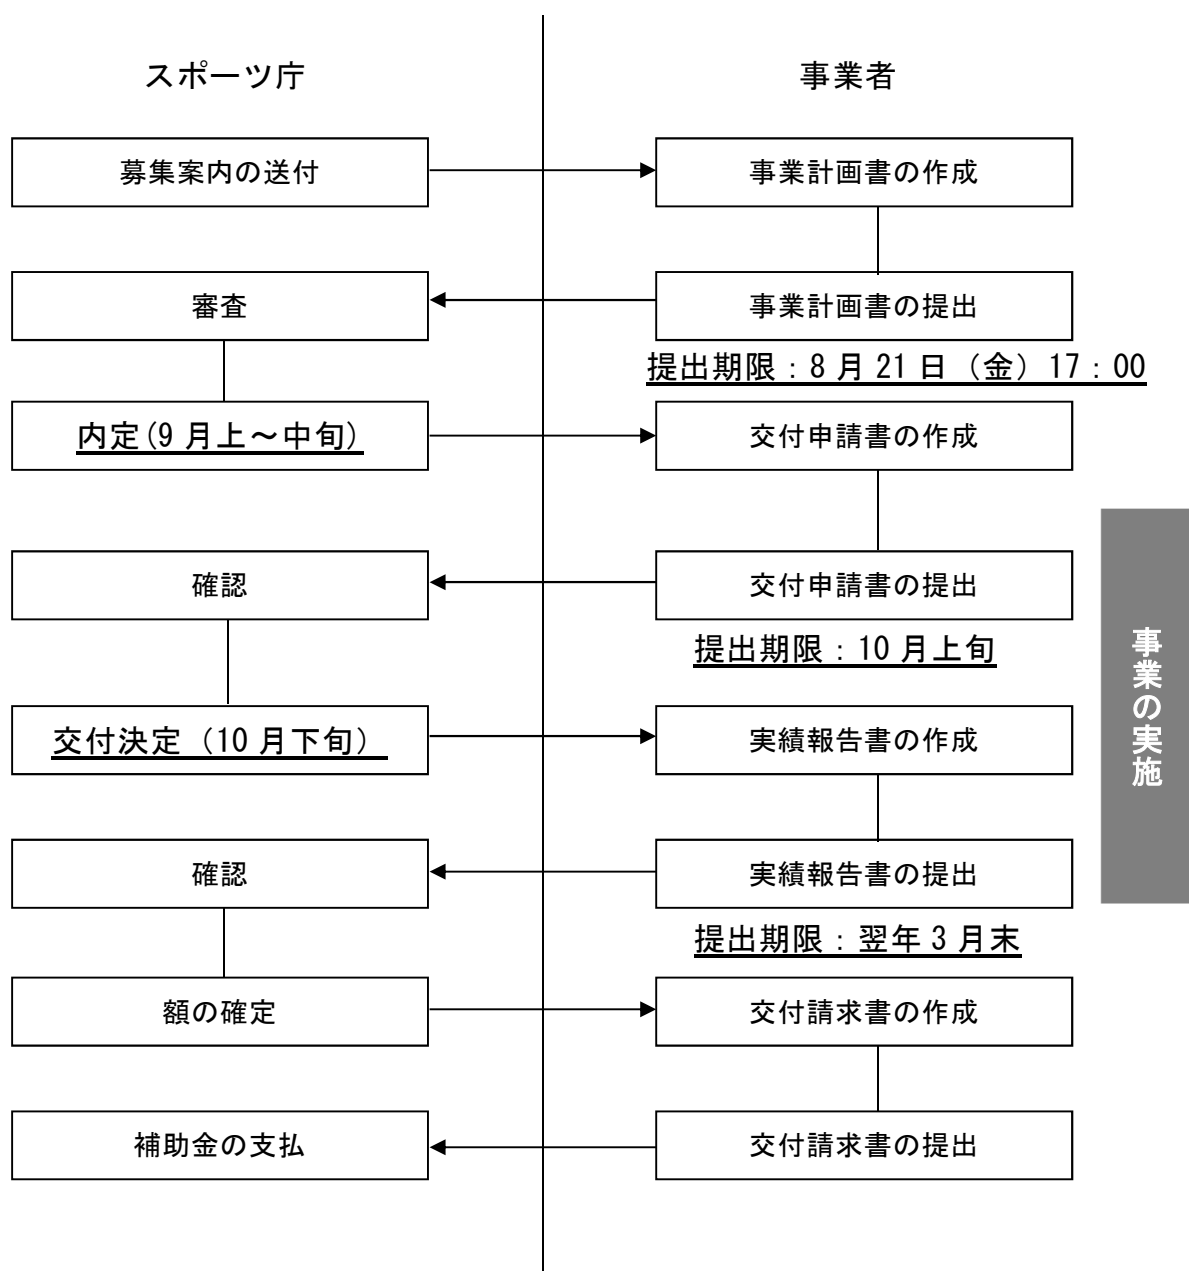 スポーツ庁
事業者
募集案内の送付
事業計画書の作成
審査
事業計画書の提出
提出期限：8月21日（金）17：00
内定(9月上～中旬)
交付申請書の作成
確認
交付申請書の提出
提出期限：10月上旬
交付決定（10月下旬）
実績報告書の作成
事業の実施
確認
実績報告書の提出
提出期限：翌年3月末
額の確定
交付請求書の作成
補助金の支払
交付請求書の提出